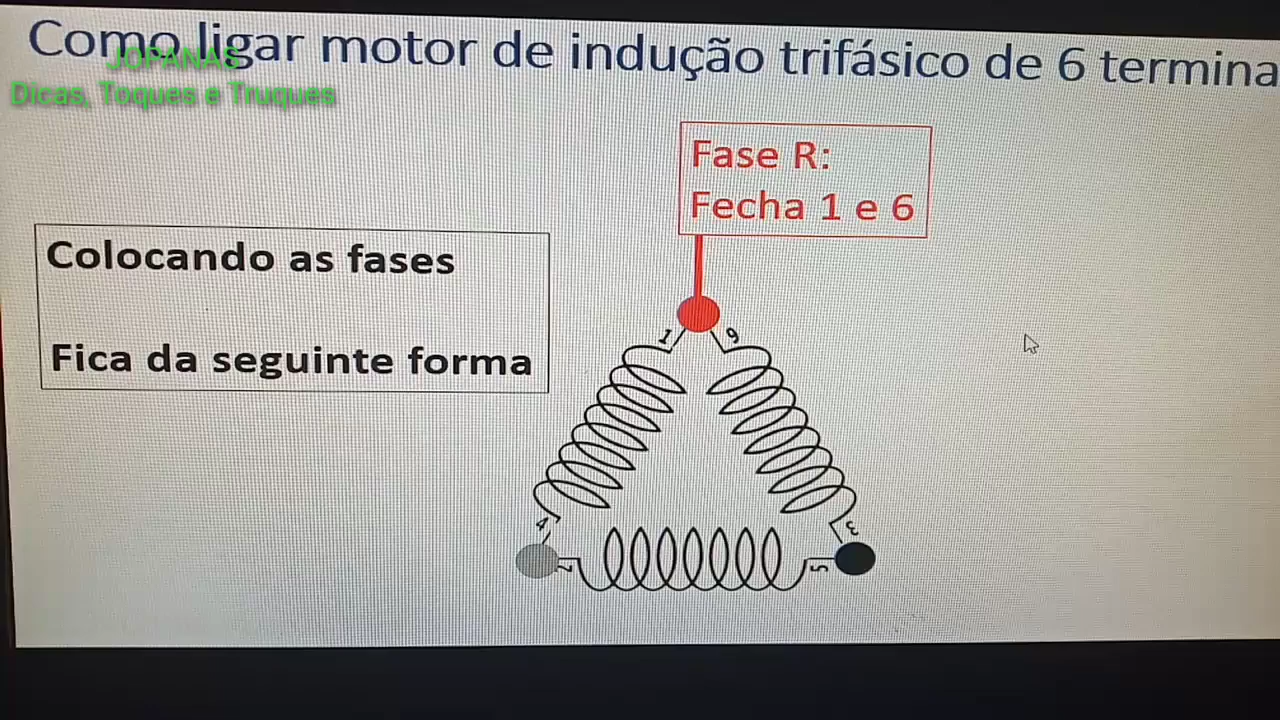 Como ligar motor de indução trifásico de 6 termina
JOPANAS
Dicas, Toques e Truques
Fase R:
Fecha 1 e 6
Colocando as fases
Fica da seguinte forma
1
6
4
3
2
5